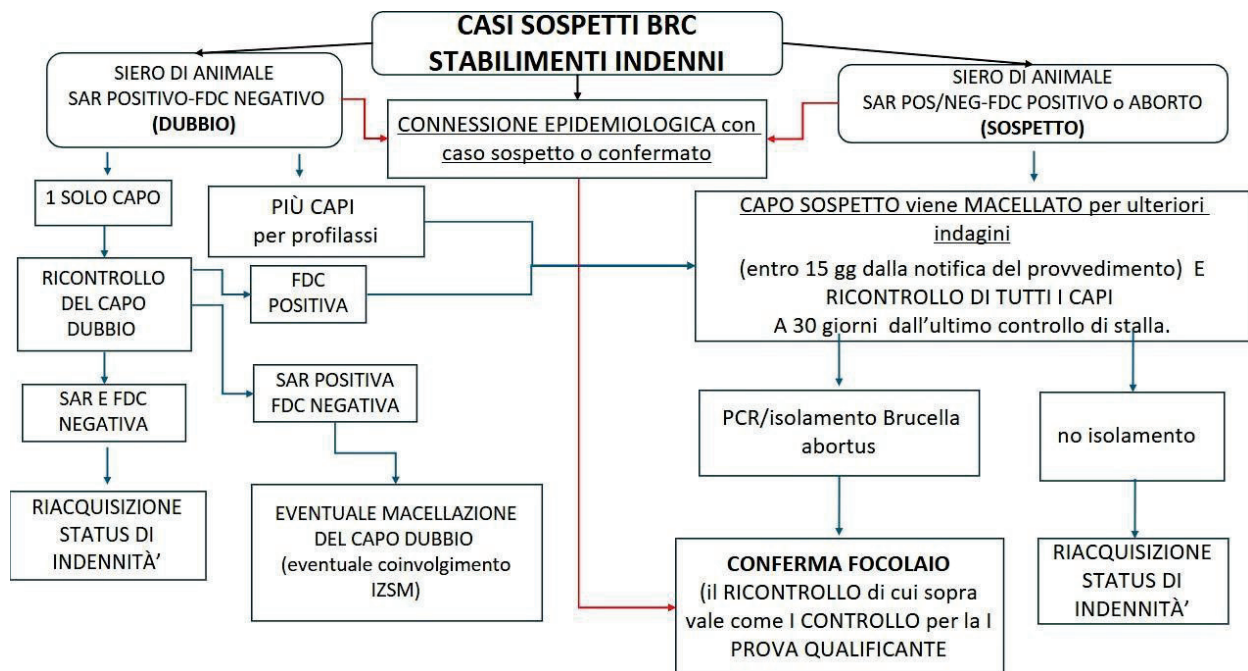 CASI SOSPETTI BRC
STABILIMENTI INDENNI
SIERO DI ANIMALE
SAR POSITIVO-FDC NEGATIVO
(DUBBIO)
CONNESSIONE EPIDEMIOLOGICA con
caso sospetto o confermato
SIERO DI ANIMALE
SAR POS/NEG-FDC POSITIVO o ABORTO
(SOSPETTO)
1 SOLO CAPO
PIÙ CAPI
per profilassi
CAPO SOSPETTO viene MACELLATO per ulteriori
indagini
(entro 15 gg dalla notifica del provvedimento) E
RICONTROLLO DI TUTTI I CAPI
A 30 giorni dall'ultimo controllo di stalla.
RICONTROLLO
DEL CAPO
DUBBIO
FDC
POSITIVA
SAR E FDC
NEGATIVA
SAR POSITIVA
FDC NEGATIVA
PCR/isolamento Brucella
abortus
no isolamento
RIACQUISIZIONE
STATUS DI
INDENNITÀ’
EVENTUALE MACELLAZIONE
DEL CAPO DUBBIO
(eventuale coinvolgimento
IZSM)
CONFERMA FOCOLAIO
(il RICONTROLLO di cui sopra
vale come I CONTROLLO per la I
PROVA QUALIFICANTE
RIACQUISIZIONE
STATUS DI
INDENNITÀ’